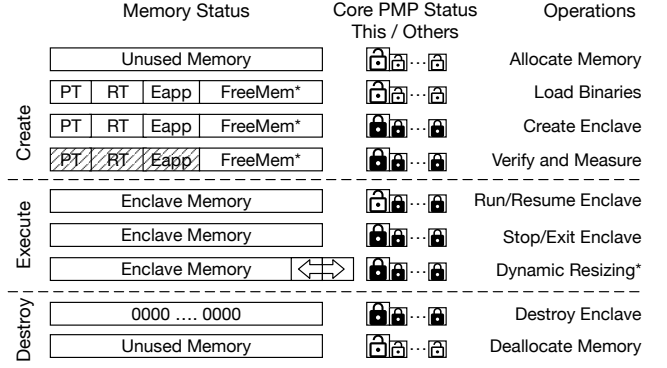 Memory Status Core PMP Status Operations
This / Others
Unused Memory ... Allocate Memory
PT RT Eapp FreeMem* ... Load Binaries
PT RT Eapp FreeMem* ... Create Enclave
PT RT Eapp FreeMem* ... Verify and Measure
Create
Enclave Memory ... Run/Resume Enclave
Enclave Memory ... Stop/Exit Enclave
Enclave Memory ... Dynamic Resizing*
Execute
0000 .... 0000 ... Destroy Enclave
Unused Memory ... Deallocate Memory
Destroy